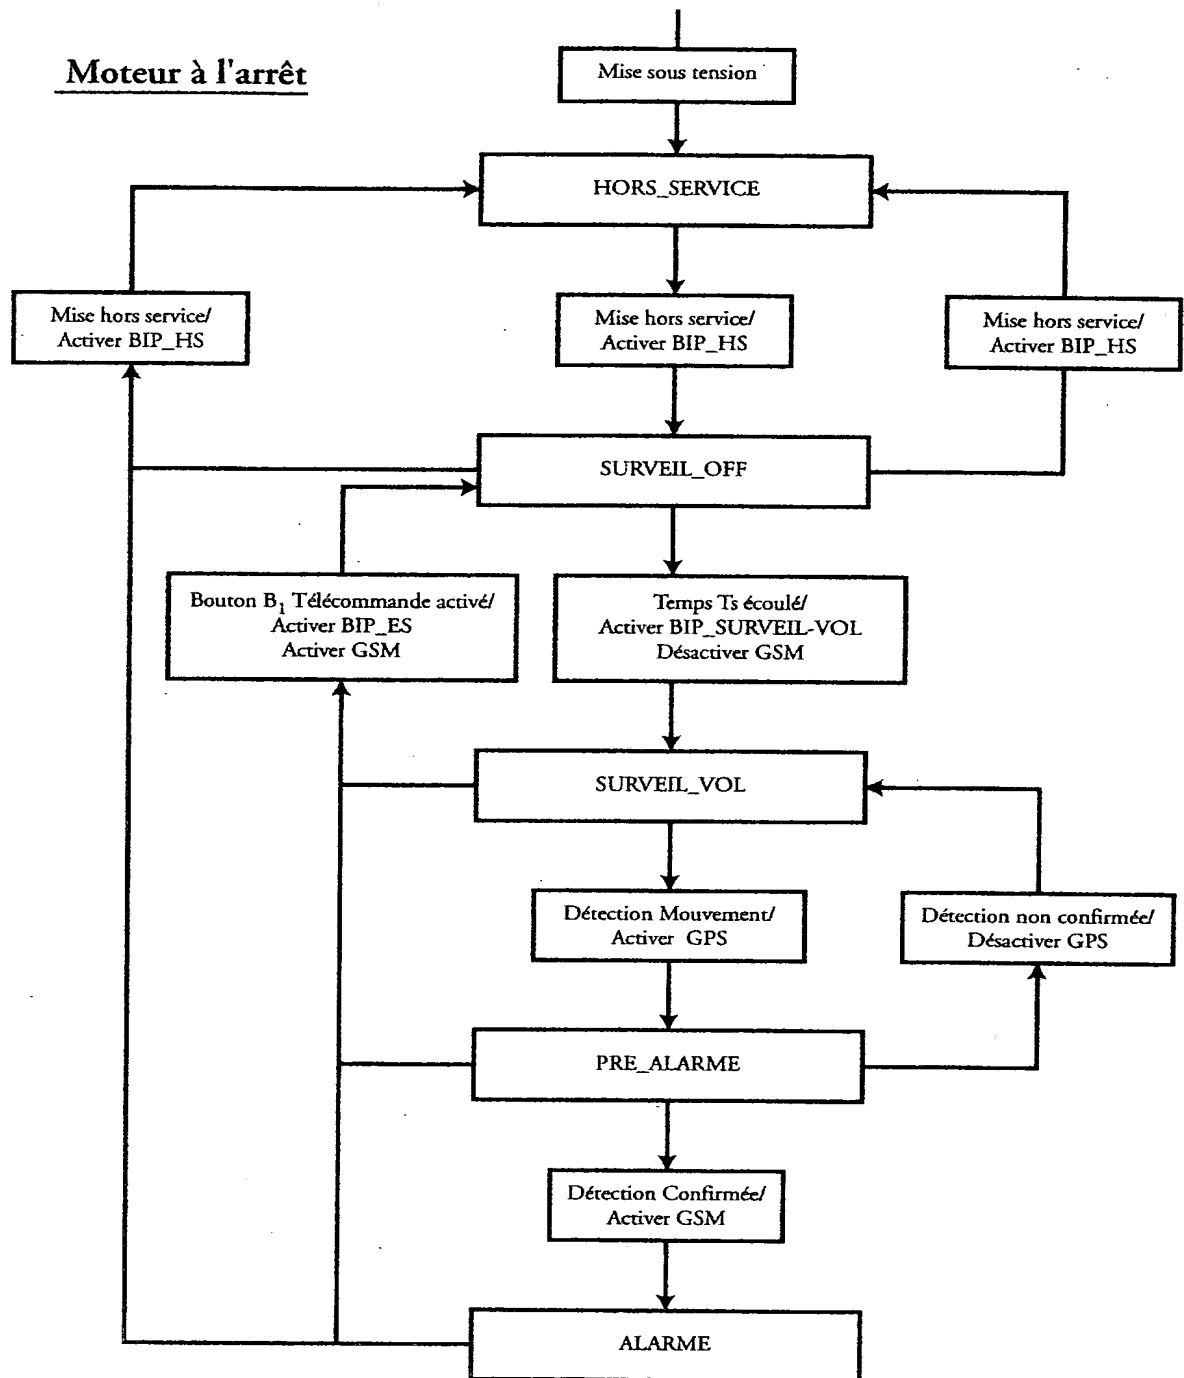 Moteur à l'arrêt
Mise sous tension
HORS_SERVICE
Mise hors service/
Activer BIP_HS
Mise hors service/
Activer BIP_HS
Mise hors service/
Activer BIP_HS
SURVEIL_OFF
Bouton B₁ Télécommande activé/
Activer BIP_ES
Activer GSM
Temps Ts écoulé/
Activer BIP_SURVEIL-VOL
Désactiver GSM
SURVEIL_VOL
Détection Mouvement/
Activer GPS
Détection non confirmée/
Désactiver GPS
PRE_ALARME
Détection Confirmée/
Activer GSM
ALARME